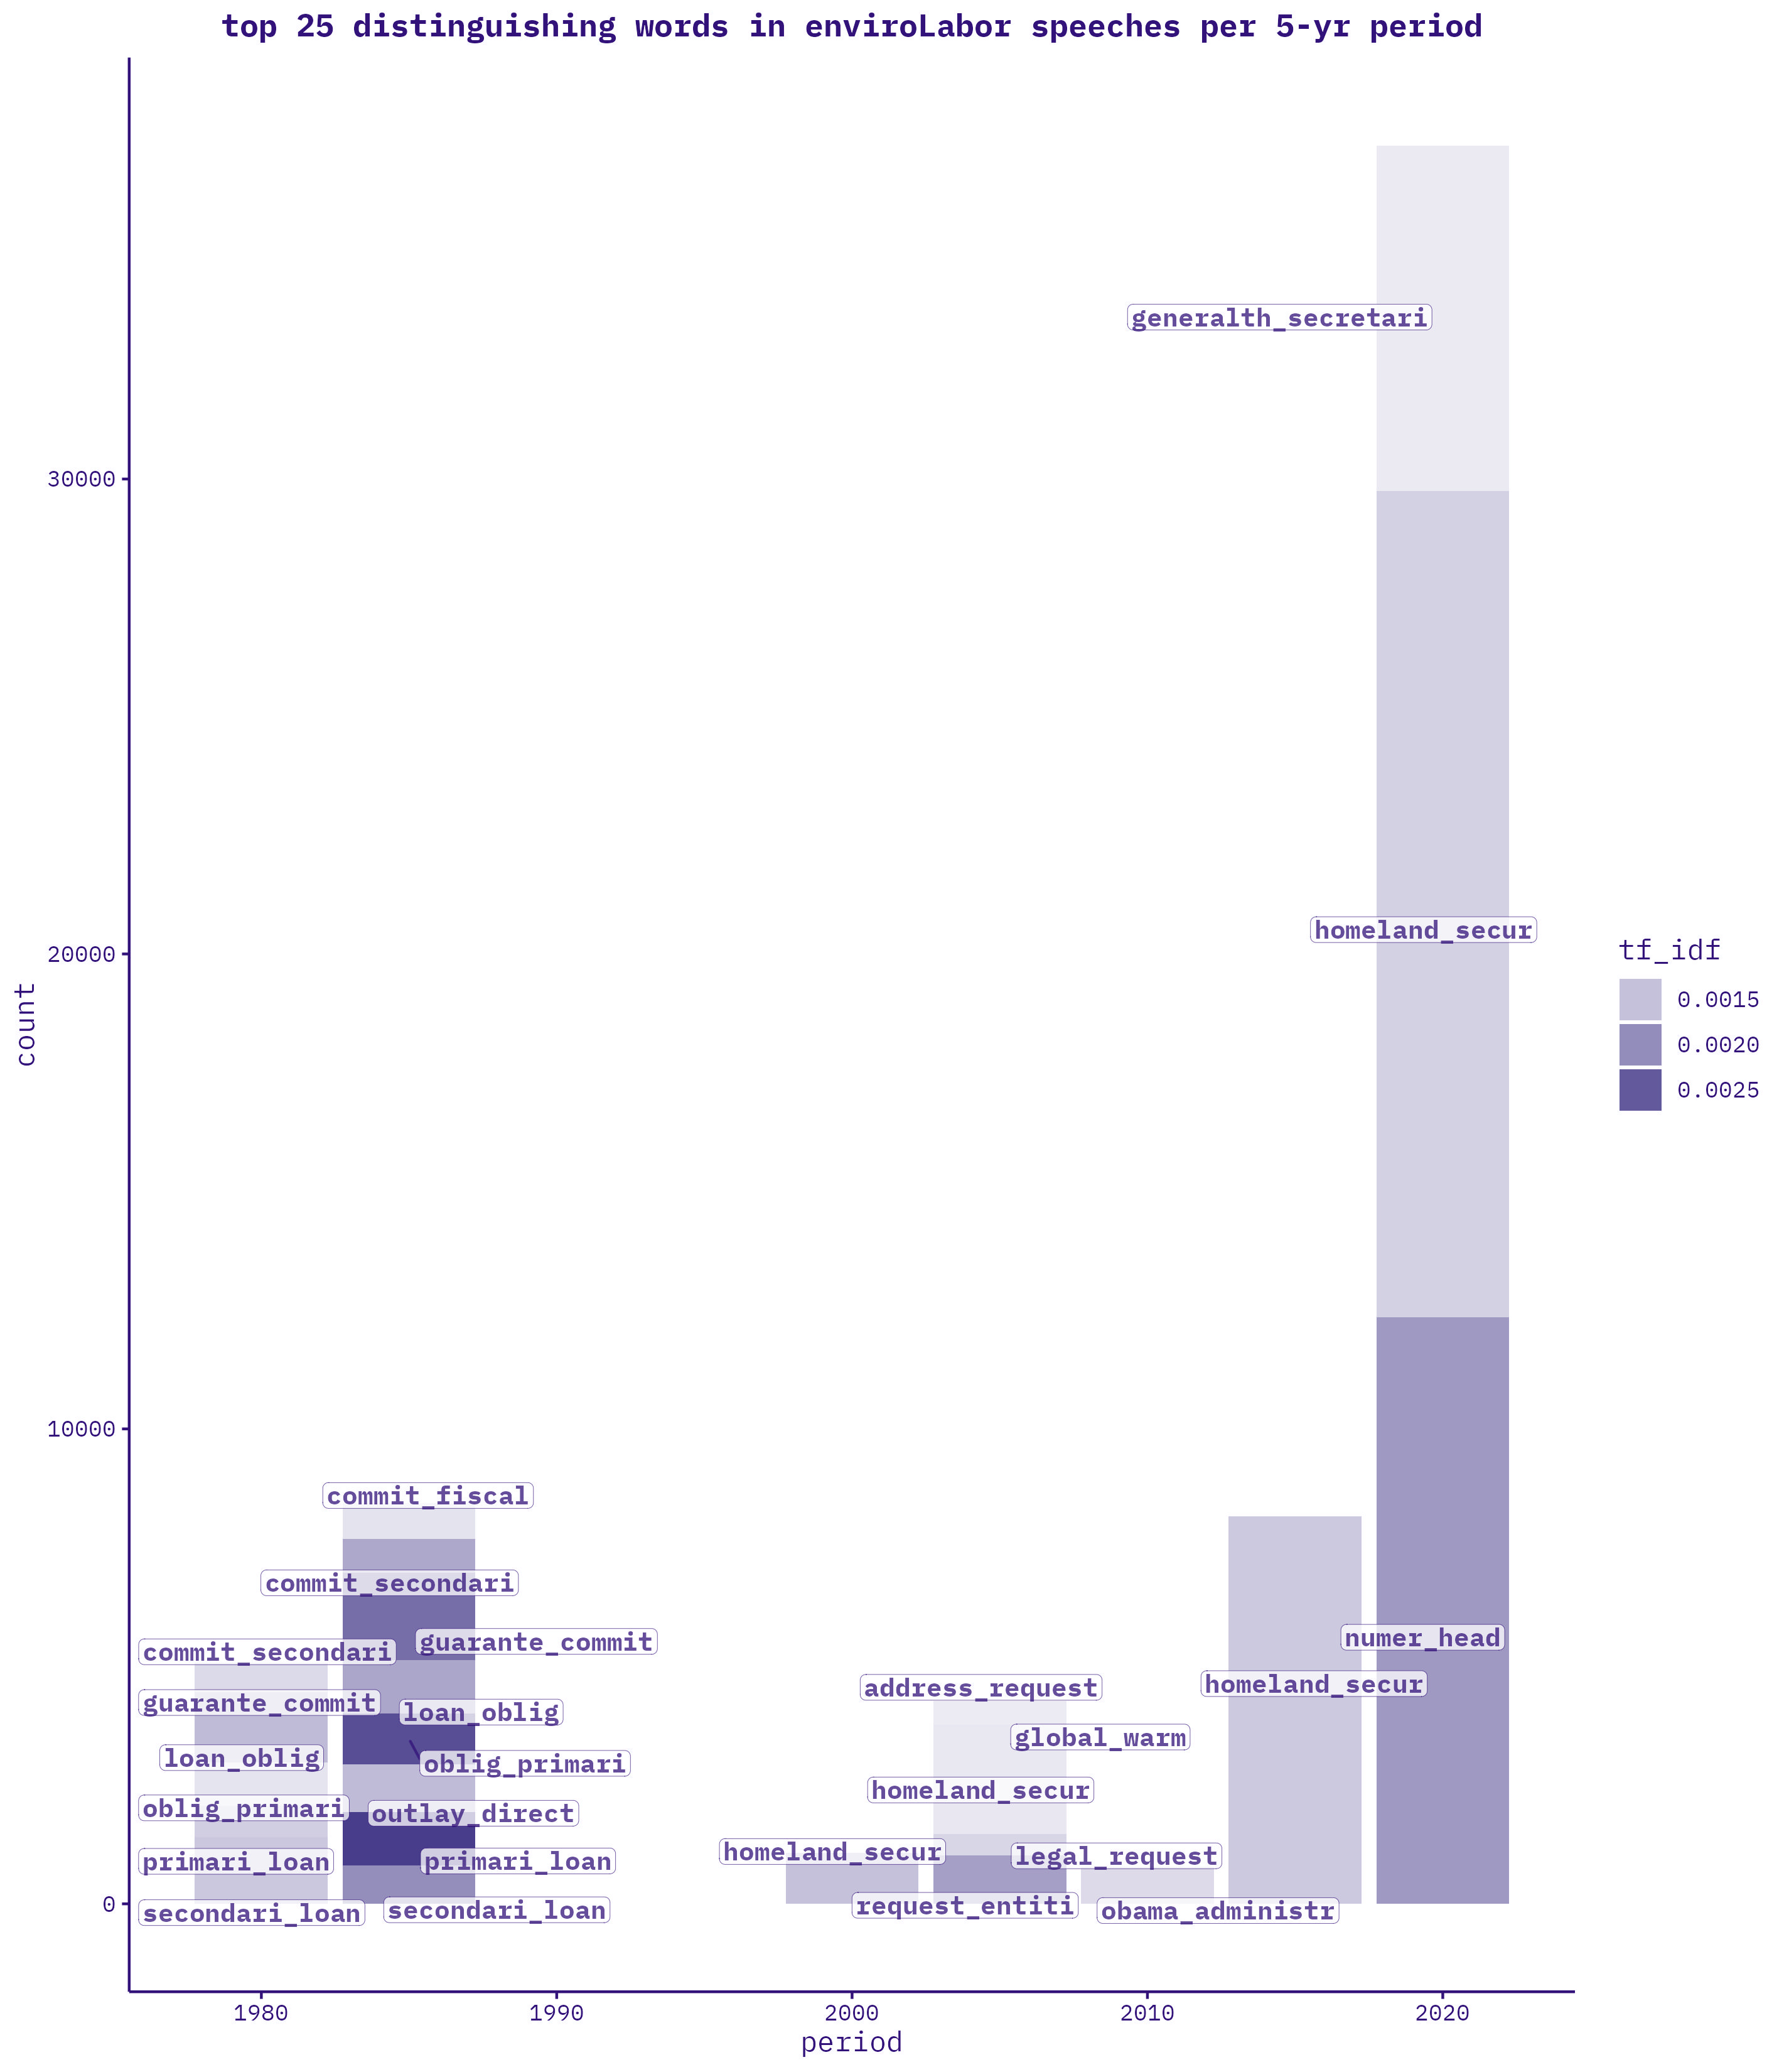 top 25 distinguishing words in enviroLabor speeches per 5-yr period
count
30000
20000
10000
0
generalth_secretari
homeland_secur
numer_head
homeland_secur
commit_fiscal
commit_secondari
guarante_commit
loan_oblig
oblig_primari
outlay_direct
primari_loan
secondari_loan
commit_secondari
guarante_commit
loan_oblig
oblig_primari
primari_loan
secondari_loan
address_request
global_warm
homeland_secur
homeland_secur
legal_request
request_entiti
obama_administr
1980
1990
2000
2010
2020
period
tf_idf
0.0015
0.0020
0.0025